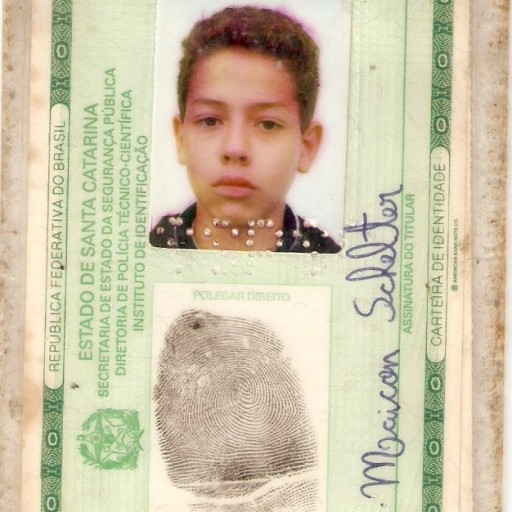 REPÚBLICA FEDERATIVA DO BRASIL
ESTADO DE SANTA CATARINA
SECRETARIA DE ESTADO DA SEGURANÇA PÚBLICA
DIRETORIA DE POLÍCIA TÉCNICO-CIENTÍFICA
INSTITUTO DE IDENTIFICAÇÃO
POLEGAR DIREITO
Maicon Schelter
ASSINATURA DO TITULAR
CARTEIRA DE IDENTIDADE